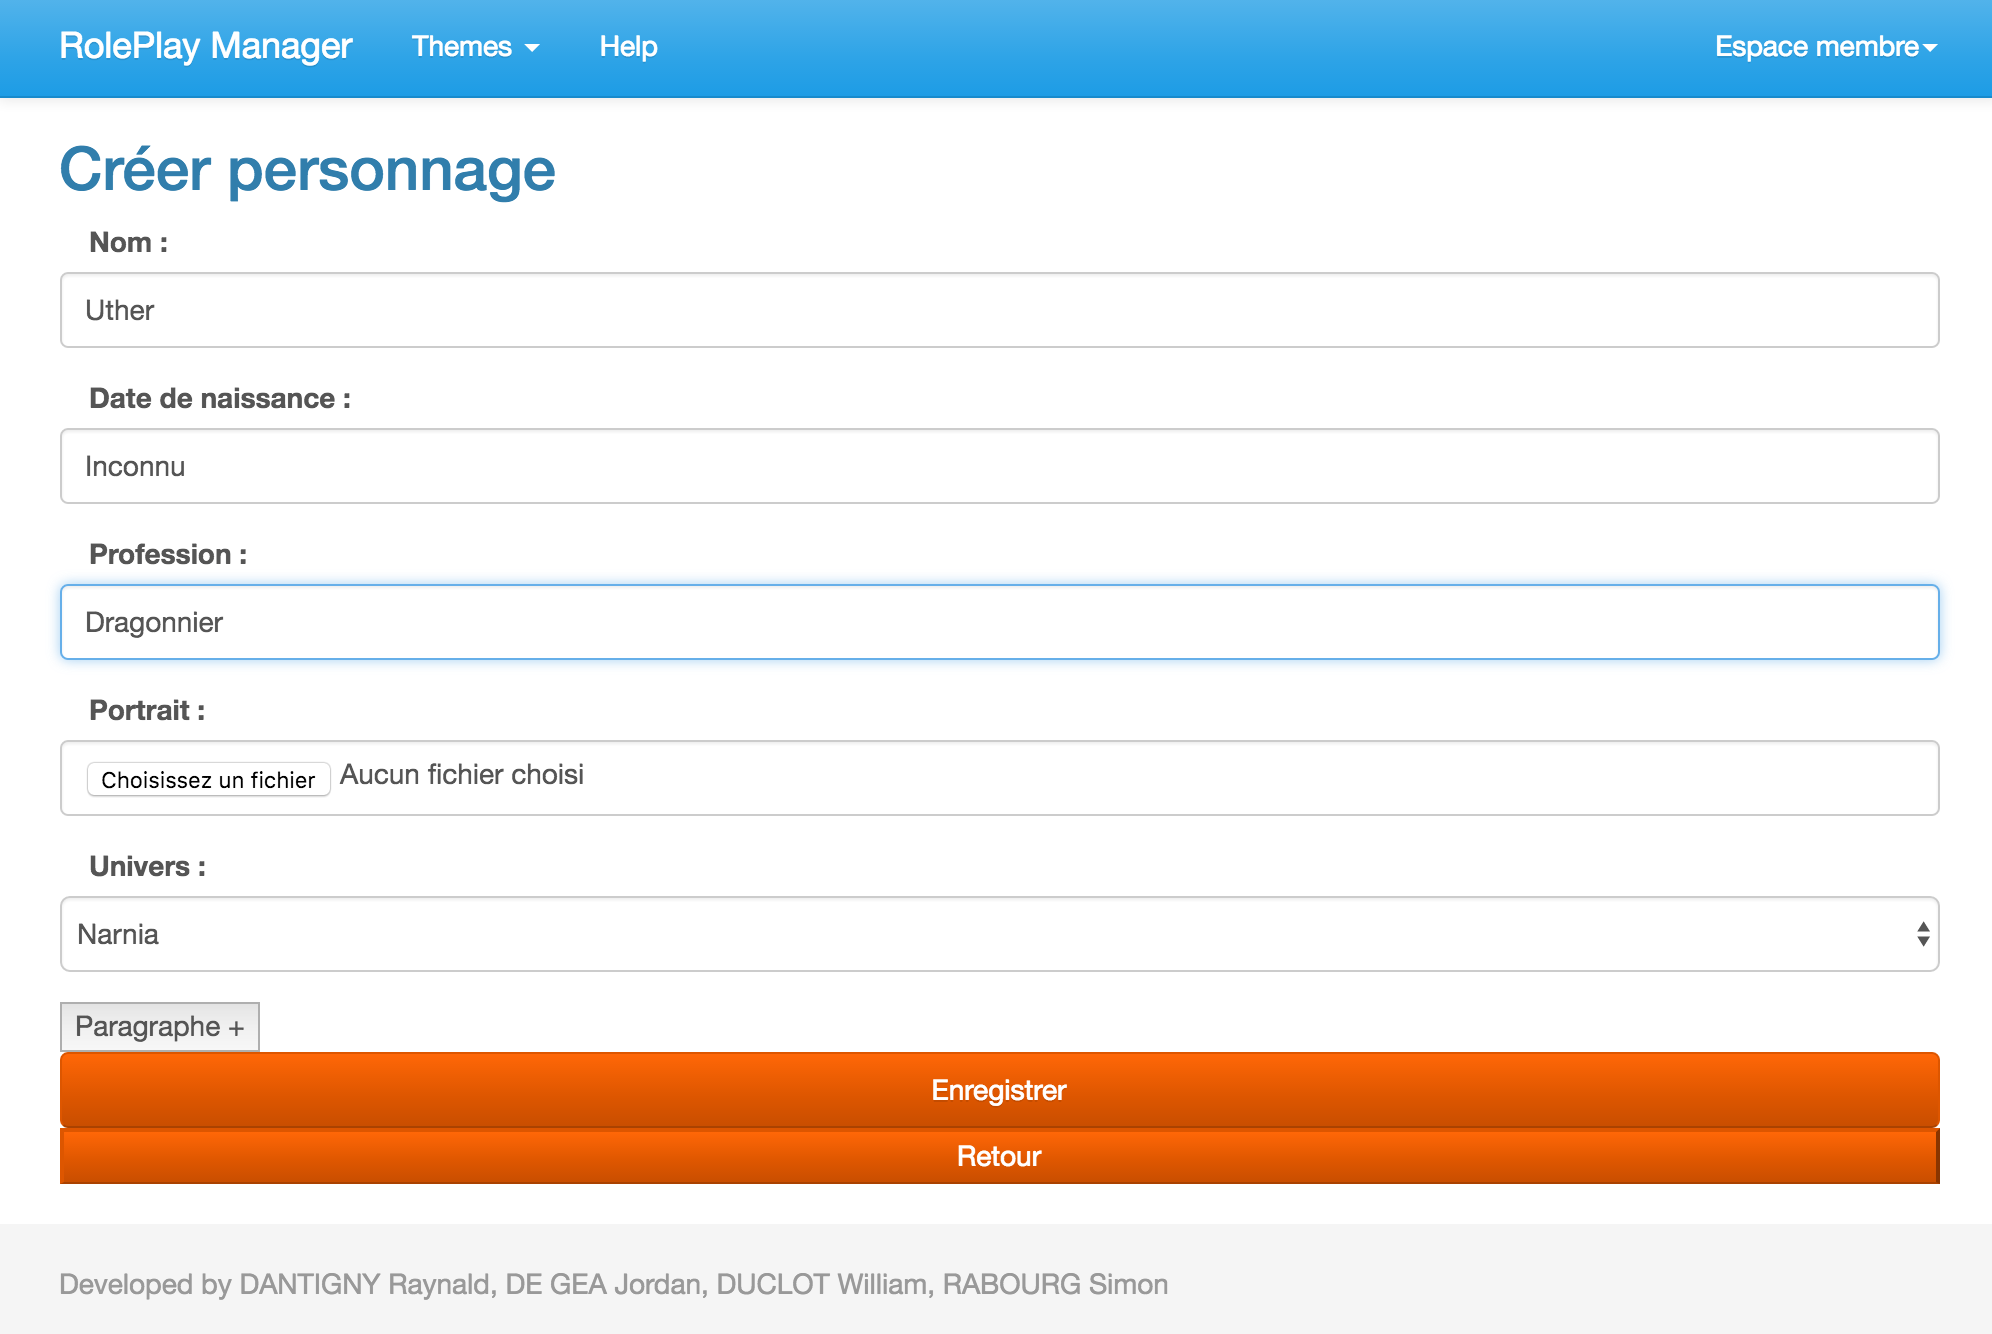 RolePlay Manager Themes Help Espace membre
Créer personnage
Nom :
Uther
Date de naissance :
Inconnu
Profession :
Dragonnier
Portrait :
Choisissez un fichier Aucun fichier choisi
Univers :
Narnia
Paragraphe +
Enregistrer
Retour
Developed by DANTIGNY Raynald, DE GEA Jordan, DUCLOT William, RABOURG Simon